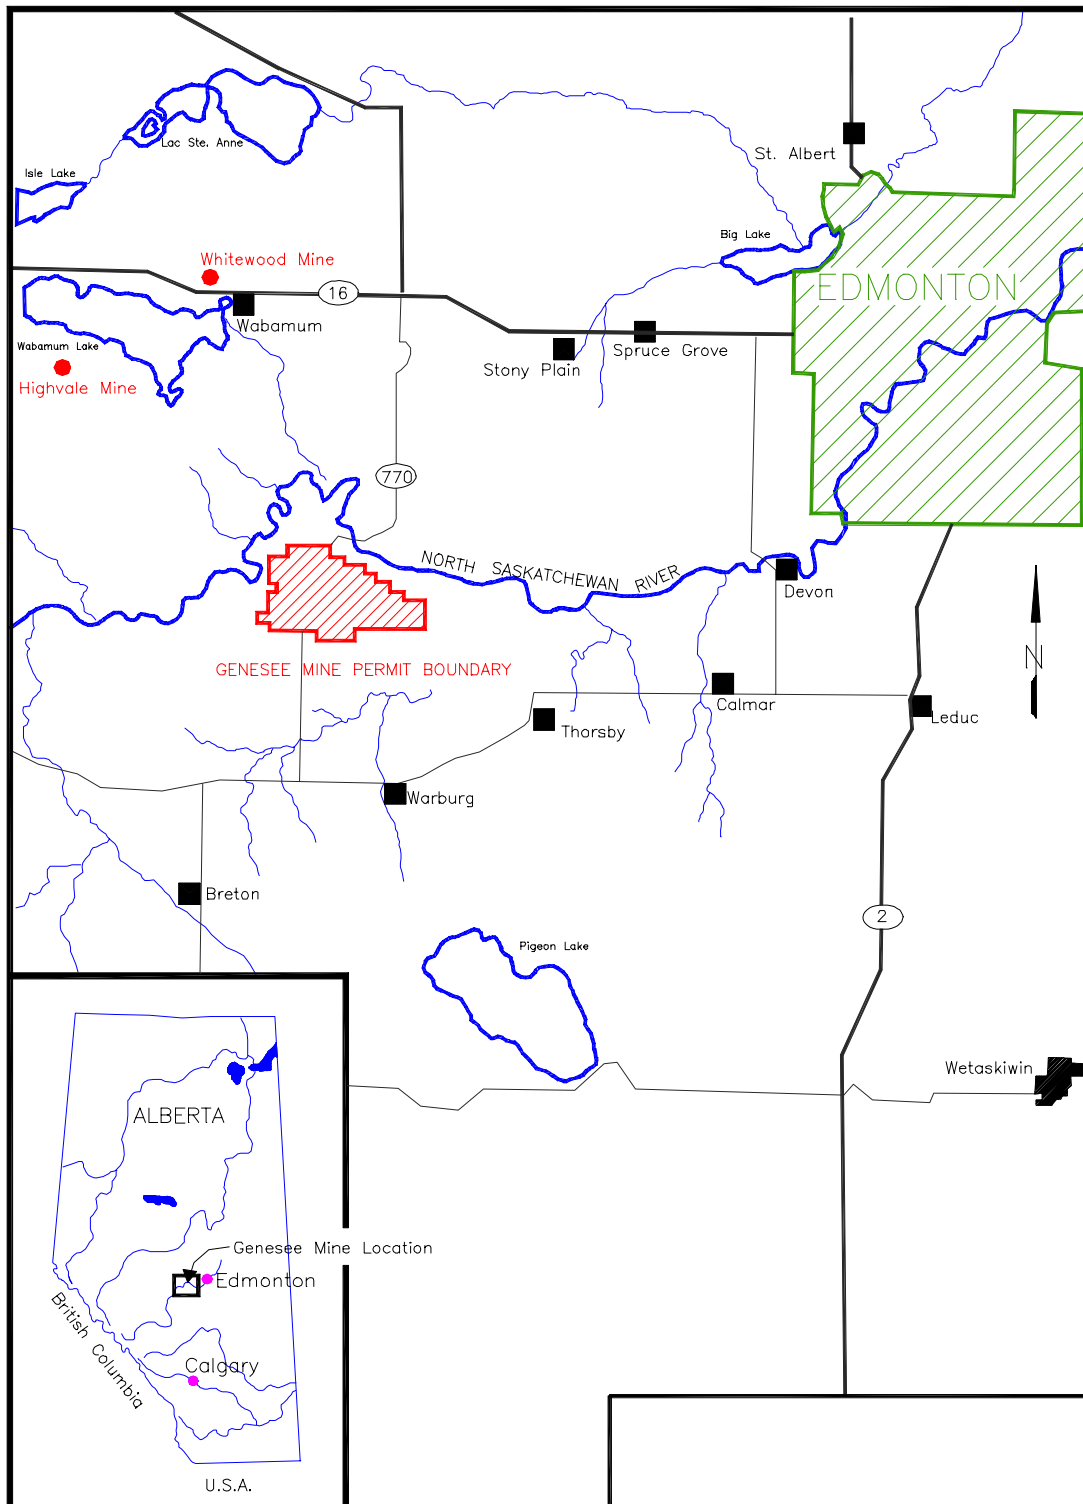 St. Albert
Lac Ste. Anne
Isle Lake
Big Lake
Whitewood Mine
EDMONTON
16
Wabamum
Wabamum Lake
Spruce Grove
Stony Plain
Highvale Mine
770
NORTH SASKATCHEWAN RIVER
Devon
N
GENESEE MINE PERMIT BOUNDARY
Calmar
Leduc
Thorsby
Warburg
Breton
2
Pigeon Lake
Wetaskiwin
ALBERTA
Genesee Mine Location
Edmonton
British Columbia
Calgary
U.S.A.